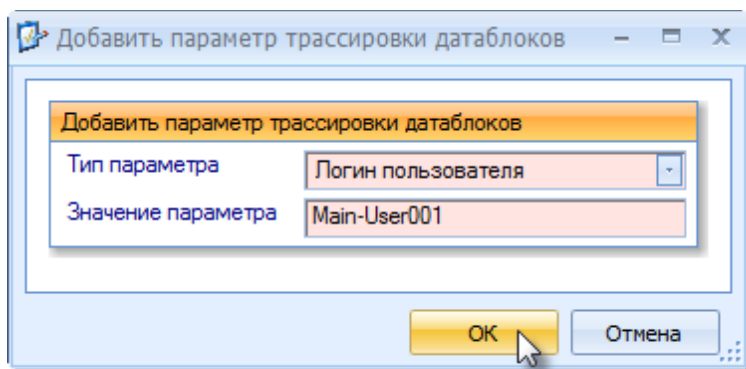 Добавить параметр трассировки датаблоков
Добавить параметр трассировки датаблоков
Тип параметра Логин пользователя
Значение параметра Main-User001
OK Отмена